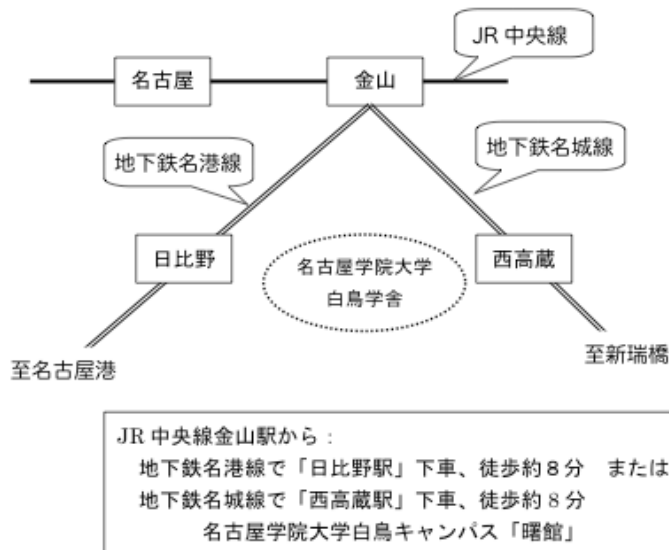 JR 中央線
名古屋
金山
地下鉄名港線
地下鉄名城線
日比野
名古屋学院大学
白鳥学舎
西高蔵
至名古屋港
至新瑞橋
JR 中央線金山駅から：
地下鉄名港線で「日比野駅」下車、徒歩約８分　または
地下鉄名城線で「西高蔵駅」下車、徒歩約 8 分
名古屋学院大学白鳥キャンパス「曙館」